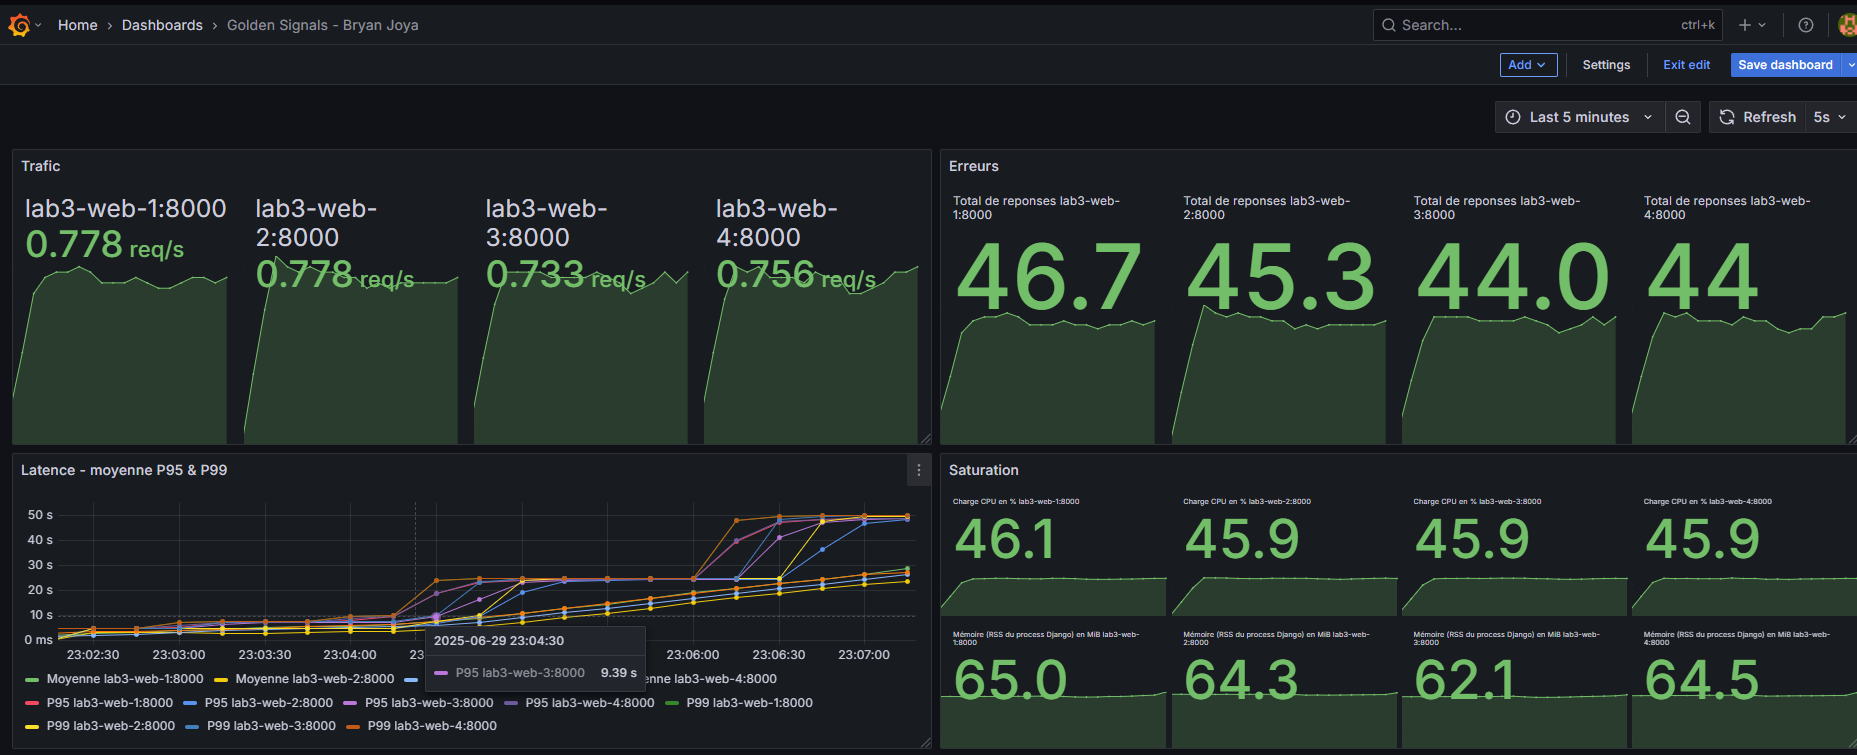 Home › Dashboards › Golden Signals - Bryan Joya
Search... ctrl+k
Add Settings Exit edit Save dashboard
Last 5 minutes Refresh 5s
Trafic
lab3-web-1:8000
0.778 req/s
lab3-web-
2:8000
0.778 req/s
lab3-web-
3:8000
0.733 req/s
lab3-web-
4:8000
0.756 req/s
Erreurs
Total de reponses lab3-web-
1:8000
46.7
Total de reponses lab3-web-
2:8000
45.3
Total de reponses lab3-web-
3:8000
44.0
Total de reponses lab3-web-
4:8000
44
Latence - moyenne P95 & P99
50 s
40 s
30 s
20 s
10 s
0 ms
23:02:30 23:03:00 23:03:30 23:04:00 23 23:06:00 23:06:30 23:07:00
2025-06-29 23:04:30
P95 lab3-web-3:8000 9.39 s
Moyenne lab3-web-1:8000 Moyenne lab3-web-2:8000 enne lab3-web-4:8000
P95 lab3-web-1:8000 P95 lab3-web-2:8000 P95 lab3-web-3:8000 P95 lab3-web-4:8000 P99 lab3-web-1:8000
P99 lab3-web-2:8000 P99 lab3-web-3:8000 P99 lab3-web-4:8000
Saturation
Charge CPU en % lab3-web-1:8000
46.1
Charge CPU en % lab3-web-2:8000
45.9
Charge CPU en % lab3-web-3:8000
45.9
Charge CPU en % lab3-web-4:8000
45.9
Mémoire (RSS du process Django) en MiB lab3-web-
1:8000
65.0
Mémoire (RSS du process Django) en MiB lab3-web-
2:8000
64.3
Mémoire (RSS du process Django) en MiB lab3-web-
3:8000
62.1
Mémoire (RSS du process Django) en MiB lab3-web-
4:8000
64.5